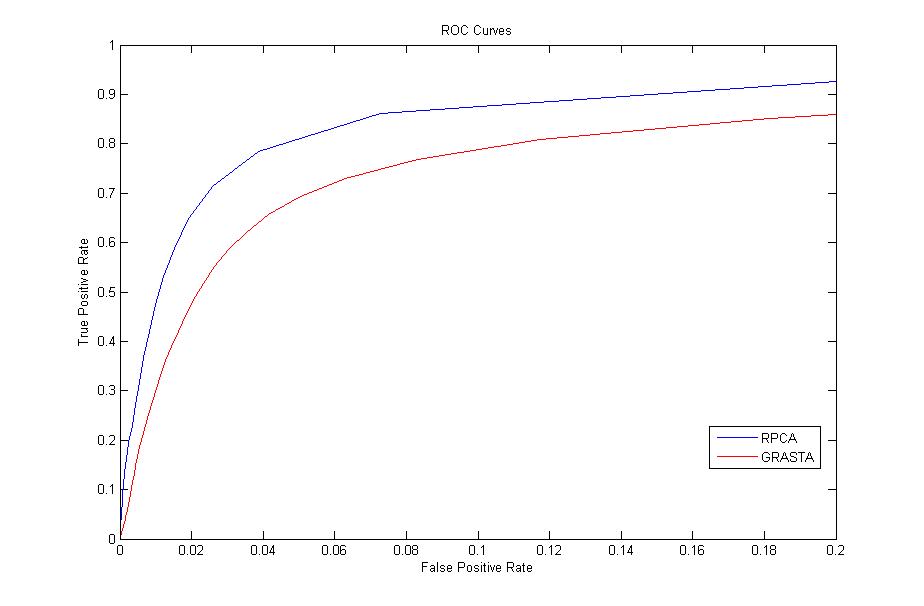 ROC Curves
1
0.9
0.8
0.7
0.6
0.5
0.4
0.3
0.2
0.1
0
True Positive Rate
RPCA
GRASTA
0 0.02 0.04 0.06 0.08 0.1 0.12 0.14 0.16 0.18 0.2
False Positive Rate